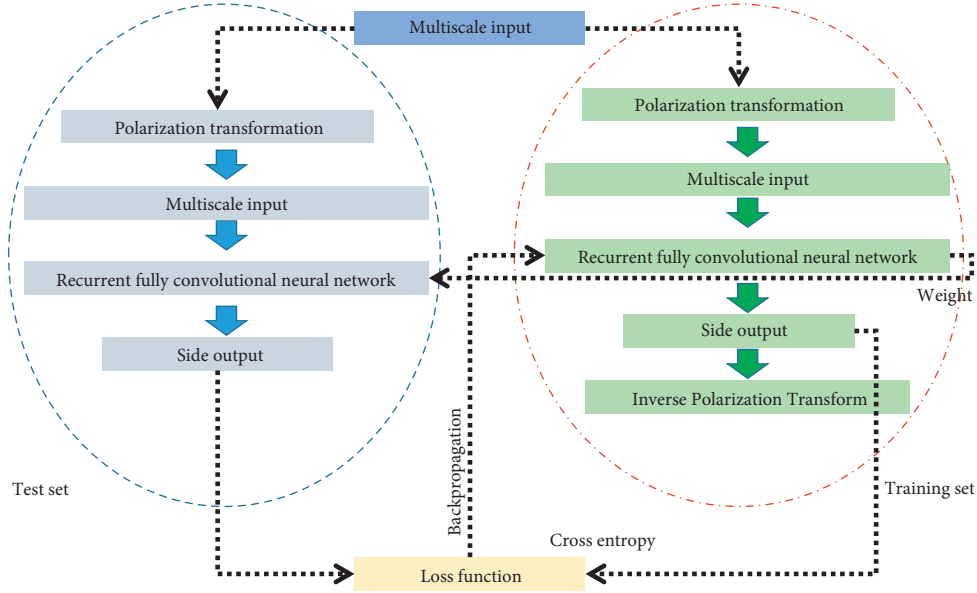 Multiscale input
Polarization transformation
Multiscale input
Recurrent fully convolutional neural network
Side output
Test set
Polarization transformation
Multiscale input
Recurrent fully convolutional neural network
Weight
Side output
Inverse Polarization Transform
Training set
Backpropagation
Cross entropy
Loss function